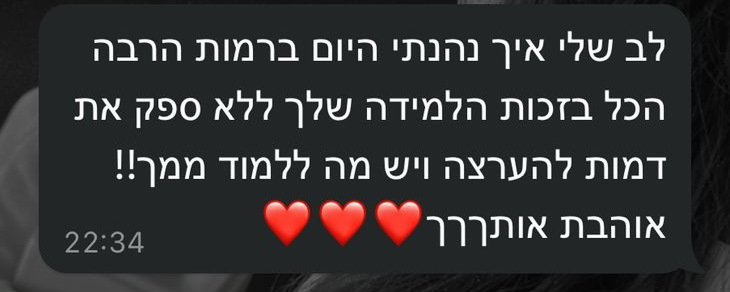 לב שלי איך נהנתי היום ברמות הרבה
הכל בזכות הלמידה שלך ללא ספק את
דמות להערצה ויש מה ללמוד ממך!!
אוהבת אותךךך❤️❤️❤️
22:34